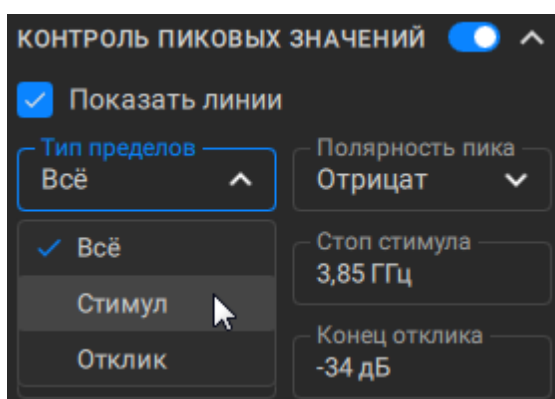 КОНТРОЛЬ ПИКОВЫХ ЗНАЧЕНИЙ
Показать линии
Тип пределов
Всё
Полярность пика
Отрицат
Всё
Стимул
Отклик
Стоп стимула
3,85 ГГц
Конец отклика
-34 дБ